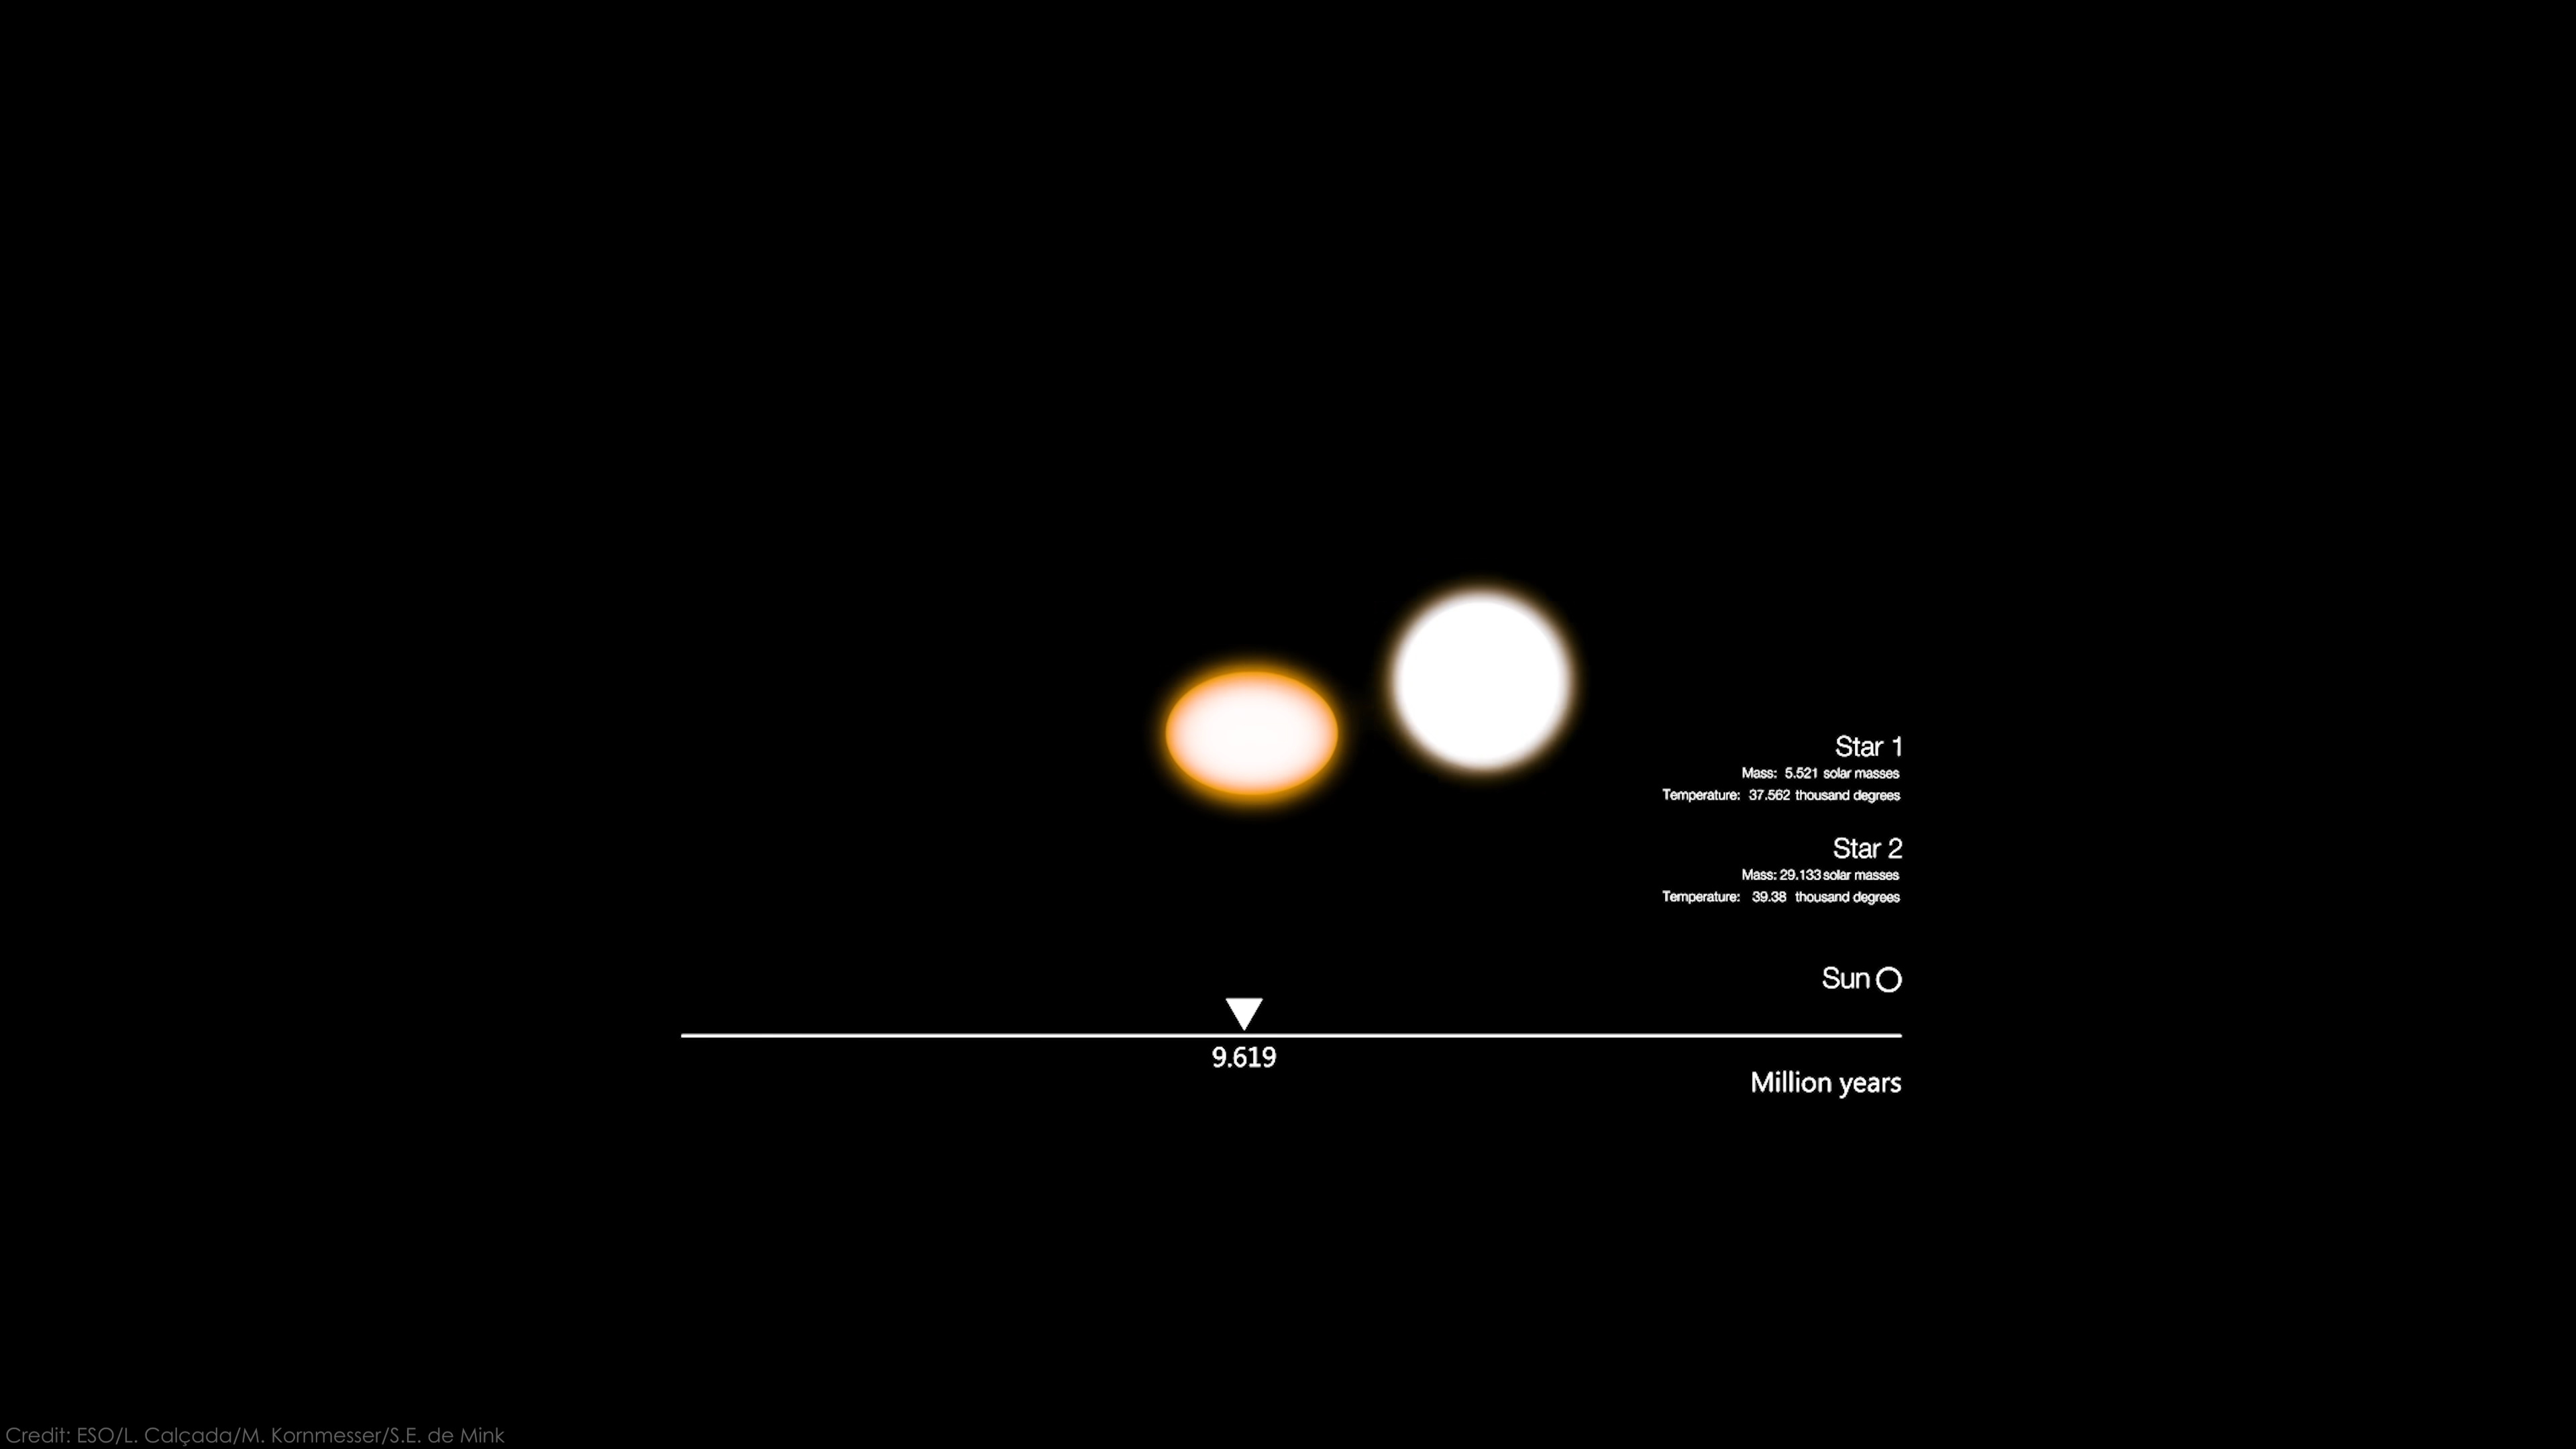 Star 1
Mass: 5.521 solar masses
Temperature: 37.562 thousand degrees
Star 2
Mass: 29.133 solar masses
Temperature: 39.38 thousand degrees
Sun
9.619
Million years
Credit: ESO/L. Calçada/M. Kornmesser/S.E. de Mink